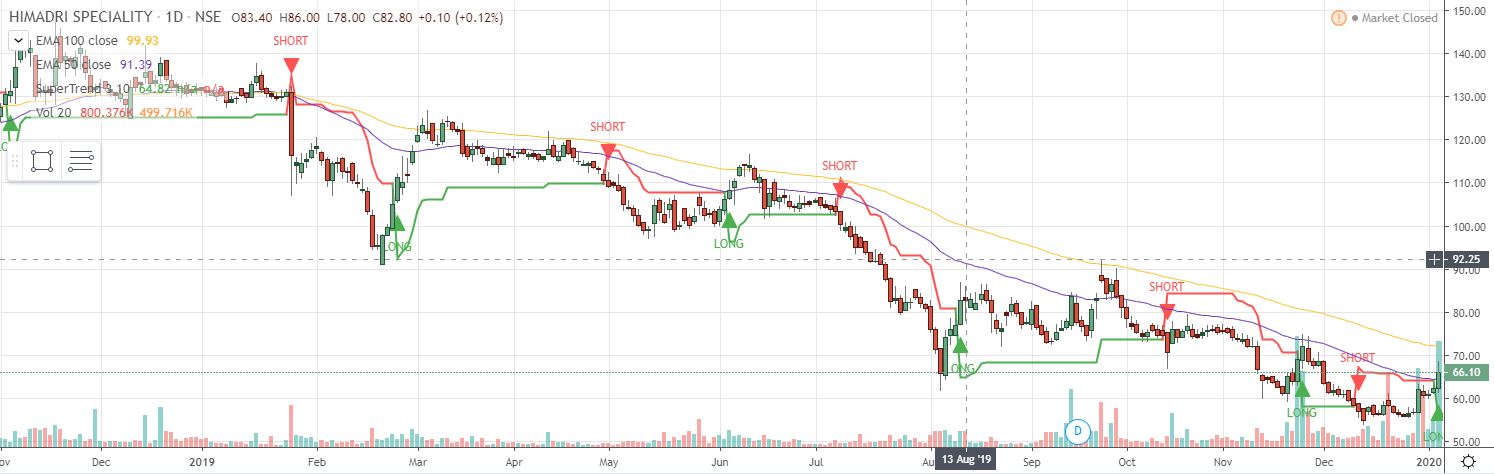 HIMADRI SPECIALITY · 1D · NSE O83.40 H86.00 L78.00 C82.80 +0.10 (+0.12%)
! Market Closed
EMA 100 close 99.93
EMA 50 close 91.39
SuperTrend 3 10 64.82 n/a n/a
Vol 20 800.376K 499.716K
SHORT
SHORT
SHORT
SHORT
SHORT
LONG
LONG
LONG
LONG
D
150.00
140.00
130.00
120.00
110.00
100.00
92.25
90.00
80.00
70.00
66.10
60.00
50.00
Dec 2019 Feb Mar Apr May Jun Jul 13 Aug '19 Sep Oct Nov Dec 2020